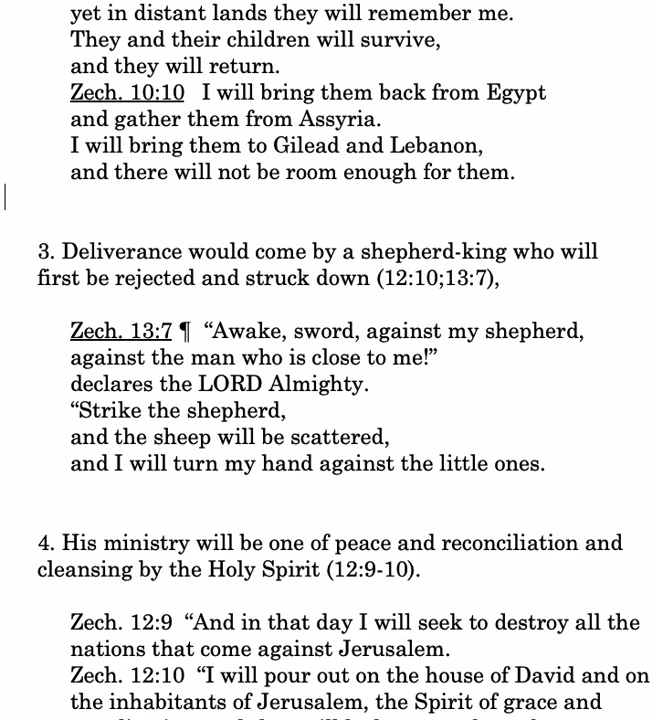 yet in distant lands they will remember me.
They and their children will survive,
and they will return.
Zech. 10:10 I will bring them back from Egypt
and gather them from Assyria.
I will bring them to Gilead and Lebanon,
and there will not be room enough for them.
3. Deliverance would come by a shepherd-king who will
first be rejected and struck down (12:10;13:7),
Zech. 13:7 ¶ “Awake, sword, against my shepherd,
against the man who is close to me!”
declares the LORD Almighty.
“Strike the shepherd,
and the sheep will be scattered,
and I will turn my hand against the little ones.
4. His ministry will be one of peace and reconciliation and
cleansing by the Holy Spirit (12:9-10).
Zech. 12:9 “And in that day I will seek to destroy all the
nations that come against Jerusalem.
Zech. 12:10 “I will pour out on the house of David and on
the inhabitants of Jerusalem, the Spirit of grace and